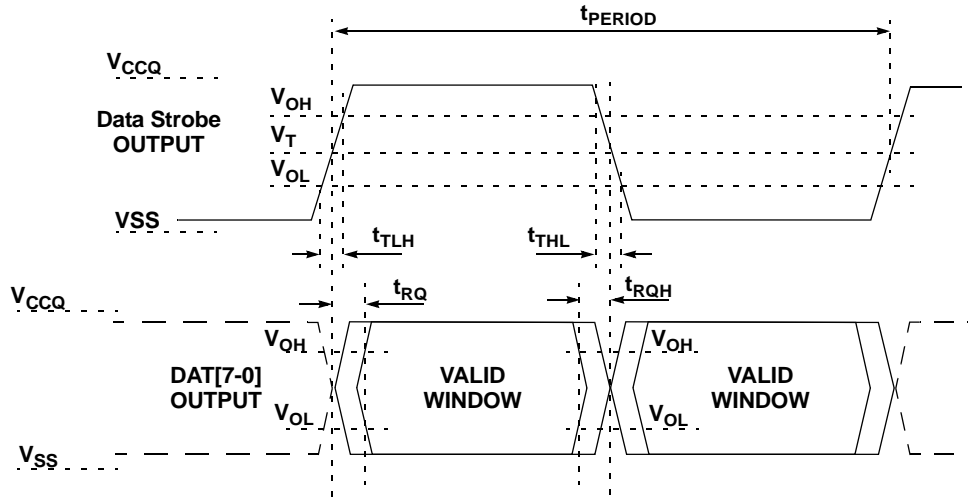 tPERIOD
VCCQ
VOH
Data Strobe
OUTPUT
VT
VOL
VSS
tTLH
tTHL
tRQ
tRQH
VCCQ
VOH
VOH
DAT[7-0]
OUTPUT
VALID
WINDOW
VALID
WINDOW
VOL
VOL
VSS